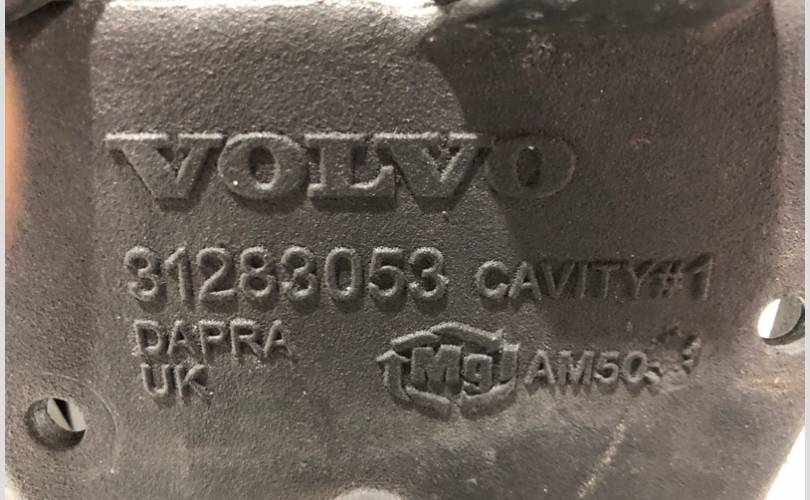 VOLVO
31283053 CAVITY#1
DAPRA
UK
Mg AM50